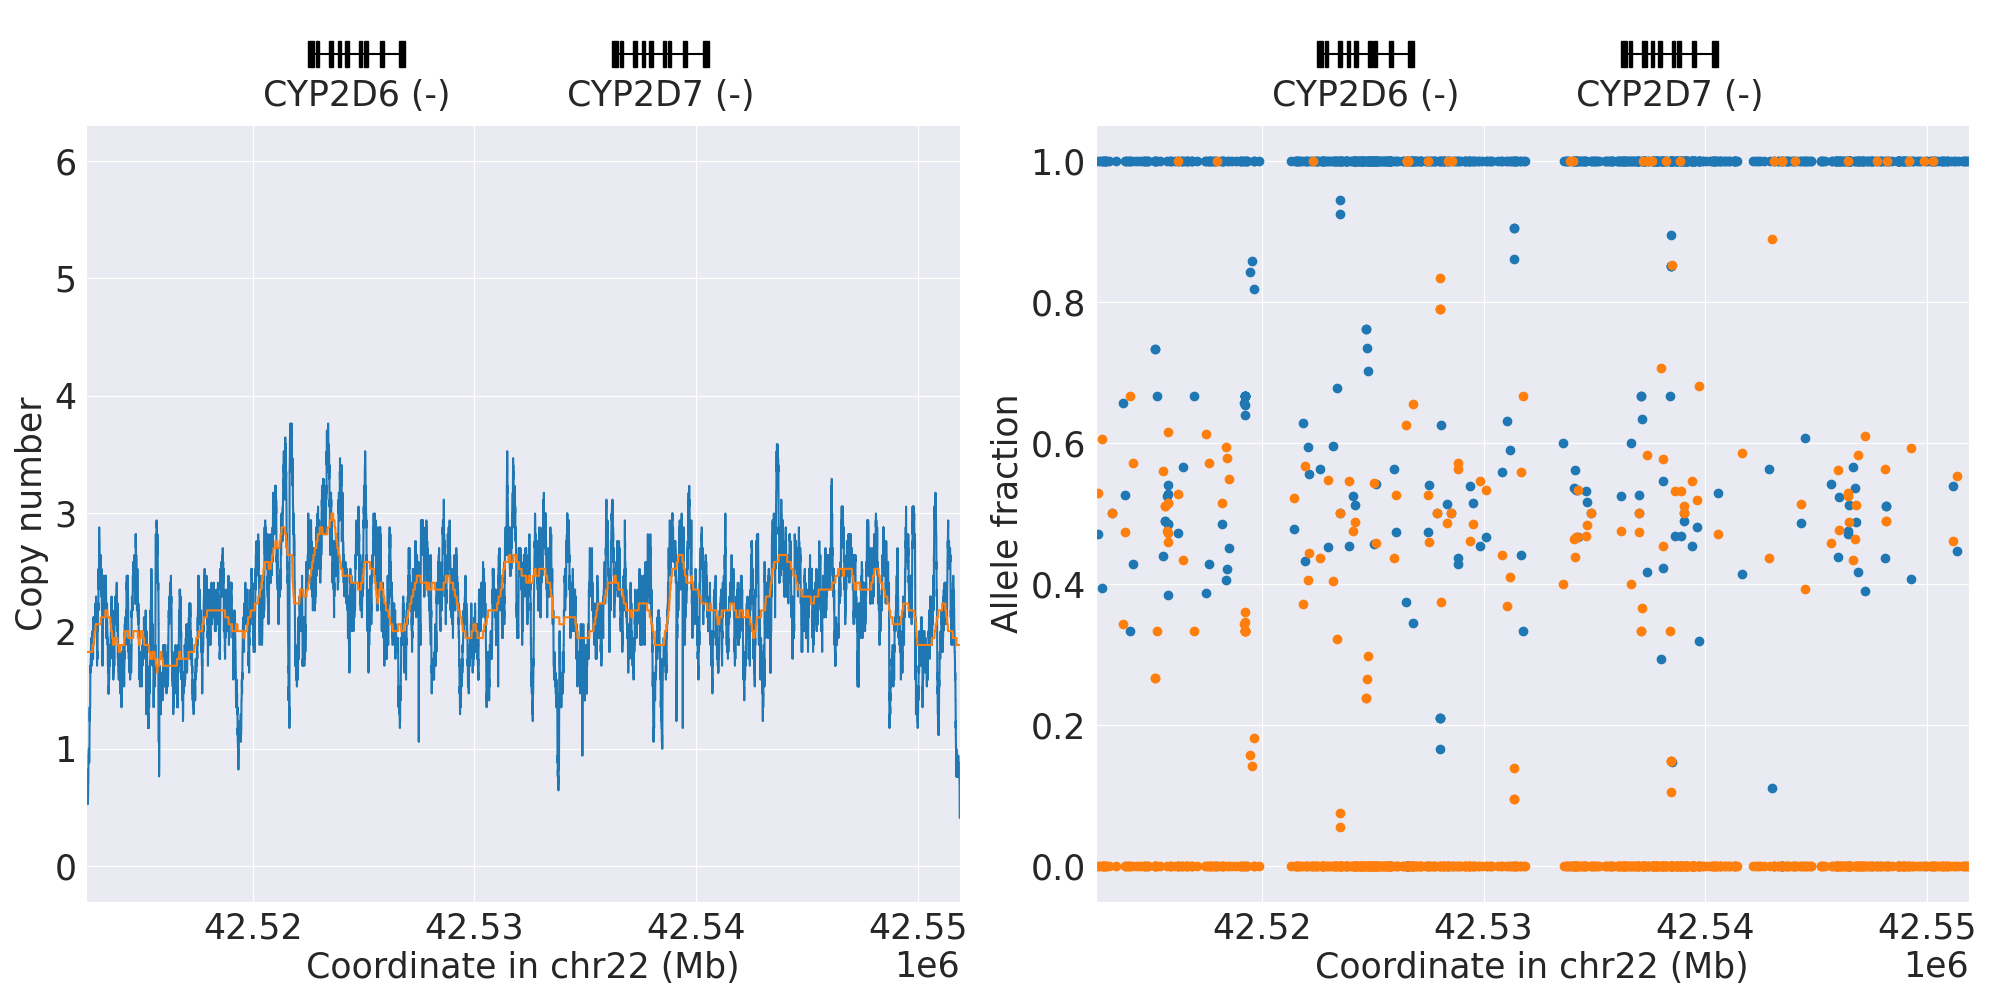 CYP2D6 (-) CYP2D7 (-)
6
5
4
3
2
1
0
Copy number
42.52 42.53 42.54 42.55
Coordinate in chr22 (Mb) 1e6
CYP2D6 (-) CYP2D7 (-)
1.0
0.8
0.6
0.4
0.2
0.0
Allele fraction
42.52 42.53 42.54 42.55
Coordinate in chr22 (Mb) 1e6